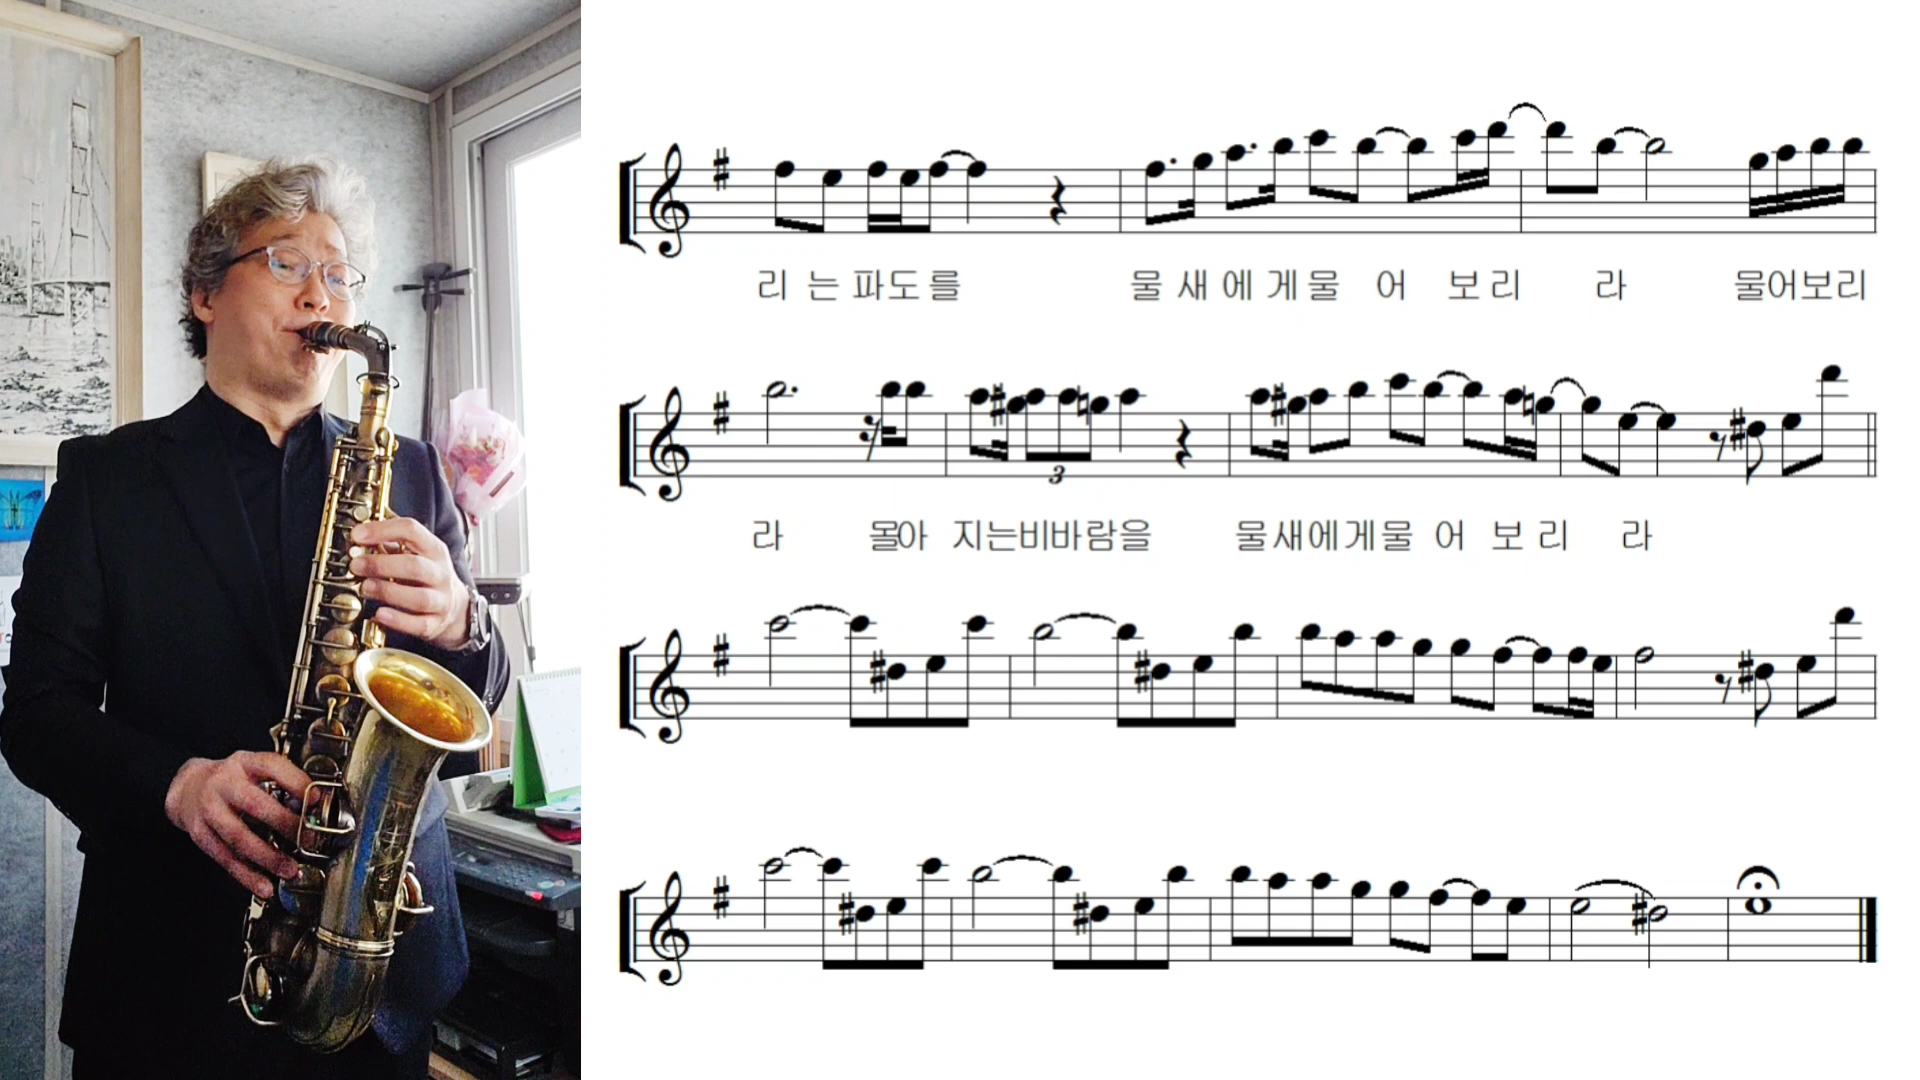 리 는 파도 를 물 새 에 게 물 어 보 리 라 물어보리
3
라 몰아 지는비바람을 물새에게물 어 보 리 라